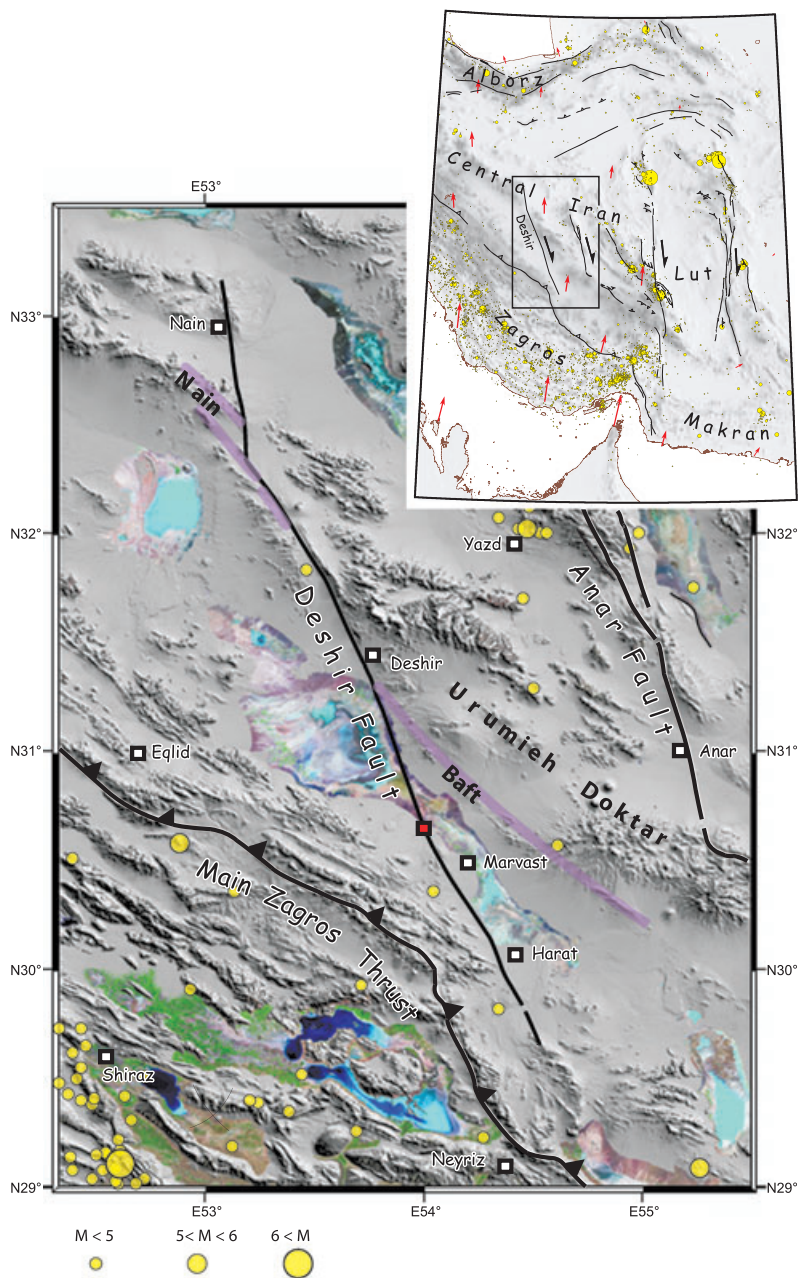 Alborz
Central
Iran
Deshir
Lut
Zagros
Makran
E53°
N33°
Nain
Nain
N32°
N32°
Yazd
Anar Fault
Deshir Fault
Deshir
Urumieh Doktar
N31°
N31°
Eqlid
Anar
Baft
Marvast
Main Zagros Thrust
Harat
N30°
N30°
Shiraz
Neyriz
N29°
N29°
E53°
E54°
E55°
M < 5
5< M < 6
6 < M